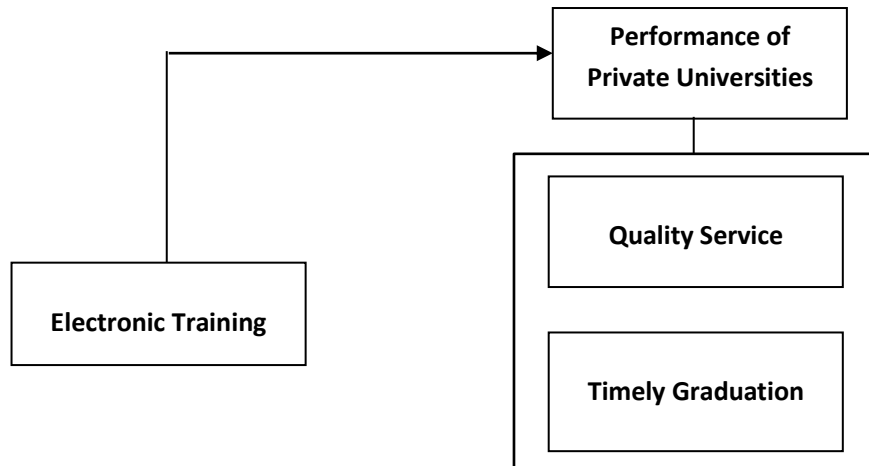 Performance of
Private Universities
Quality Service
Electronic Training
Timely Graduation